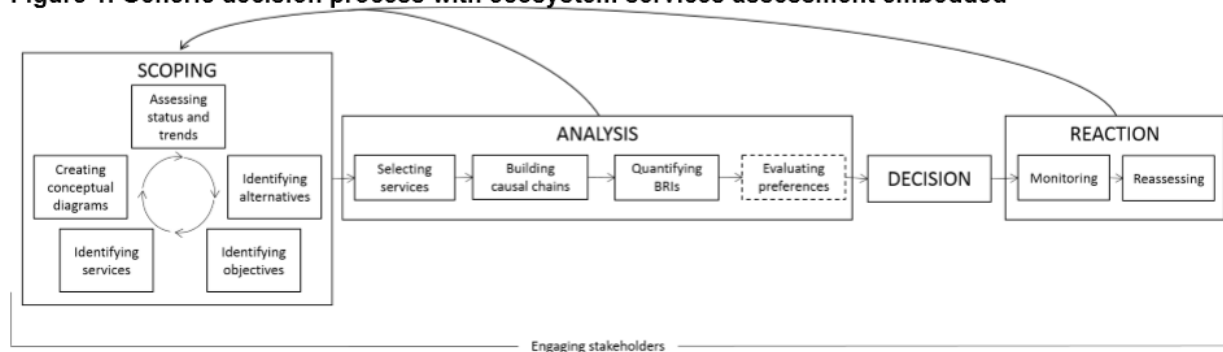 Figure 1. Generic decision process with ecosystem services assessment embedded
SCOPING
Assessing
status and
trends
Creating
conceptual
diagrams
Identifying
alternatives
Identifying
services
Identifying
objectives
ANALYSIS
Selecting
services
Building
causal chains
Quantifying
BRIs
Evaluating
preferences
DECISION
REACTION
Monitoring
Reassessing
Engaging stakeholders